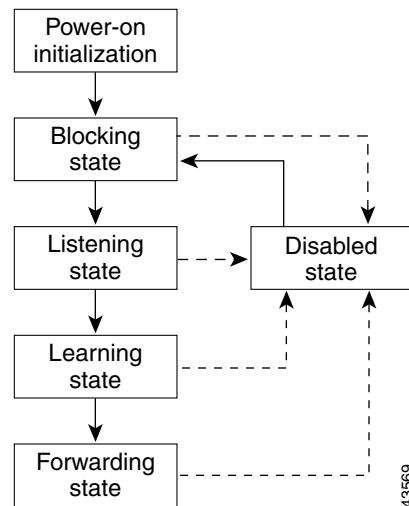 Power-on
initialization
Blocking
state
Listening
state
Disabled
state
Learning
state
Forwarding
state
43569